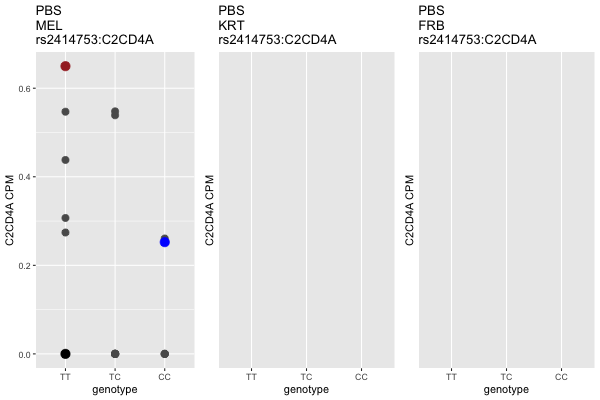 PBS
MEL
rs2414753:C2CD4A
PBS
KRT
rs2414753:C2CD4A
PBS
FRB
rs2414753:C2CD4A
C2CD4A CPM
0.6
0.4
0.2
0.0
TT
TC
CC
genotype
C2CD4A CPM
TT
TC
CC
genotype
C2CD4A CPM
TT
TC
CC
genotype